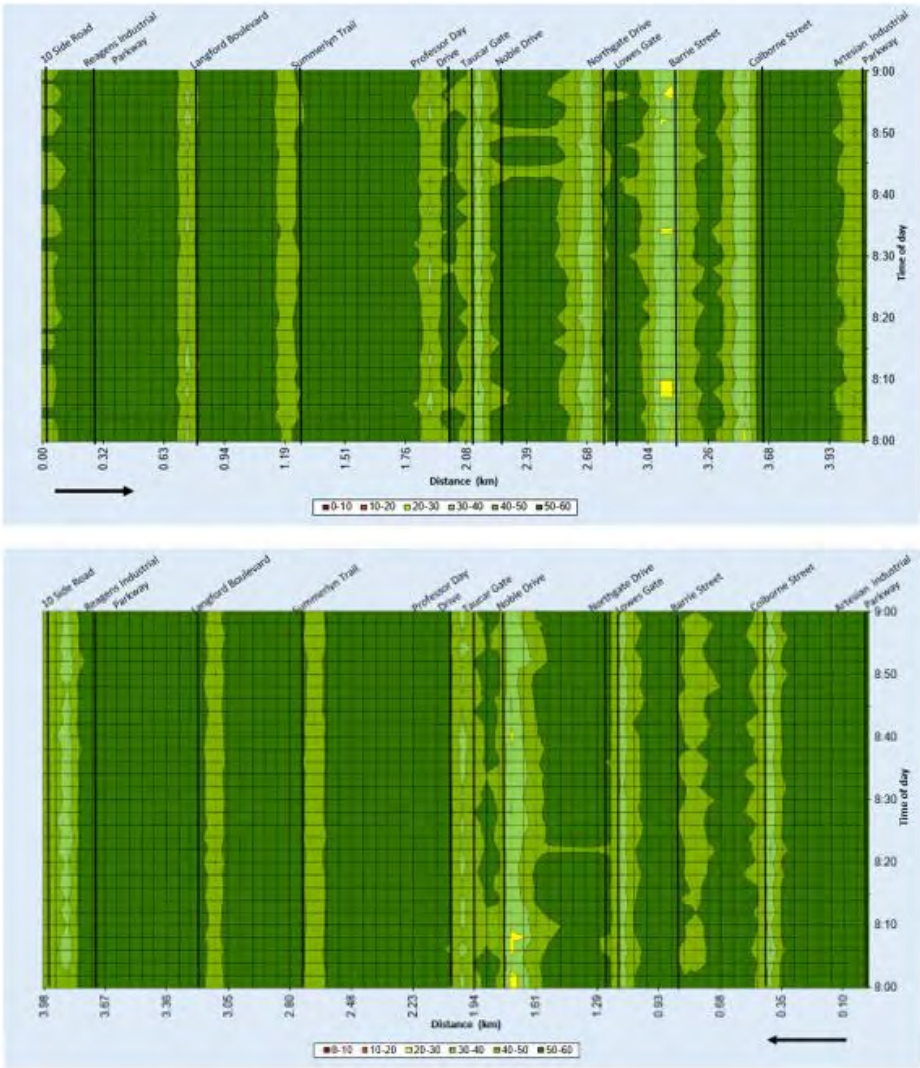 10 Side Road
Reagens Industrial
Parkway
Langford Boulevard
Summerlyn Trail
Professor Day
Drive
Taucar Gate
Noble Drive
Northgate Drive
Lowes Gate
Barrie Street
Colborne Street
Artesian Industrial
Parkway
9:00
8:50
8:40
8:30
8:20
8:10
8:00
Time of day
0.00 0.32 0.63 0.94 1.19 1.51 1.76 2.08 2.39 2.68 3.04 3.26 3.68 3.93
Distance (km)
0-10 10-20 20-30 30-40 40-50 50-60
10 Side Road
Reagens Industrial
Parkway
Langford Boulevard
Summerlyn Trail
Professor Day
Drive
Taucar Gate
Noble Drive
Northgate Drive
Lowes Gate
Barrie Street
Colborne Street
Artesian Industrial
Parkway
9:00
8:50
8:40
8:30
8:20
8:10
8:00
Time of day
3.98 3.67 3.36 3.05 2.80 2.48 2.23 1.94 1.61 1.29 0.93 0.68 0.35 0.10
Distance (km)
0-10 10-20 20-30 30-40 40-50 50-60